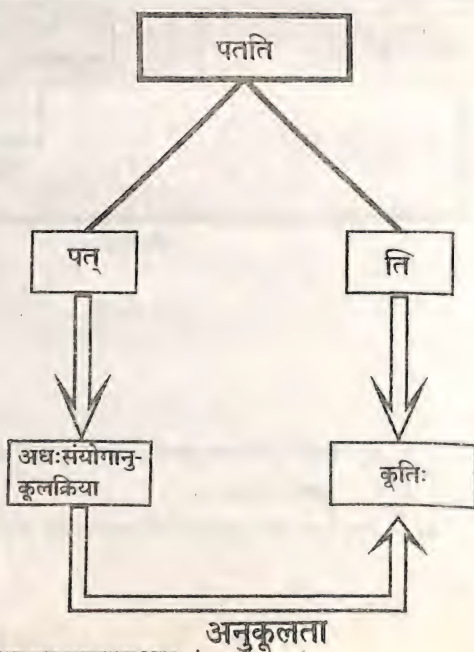 पतति
पत्
ति
अधःसंयोगानु-
कूलक्रिया
कृतिः
अनुकूलता